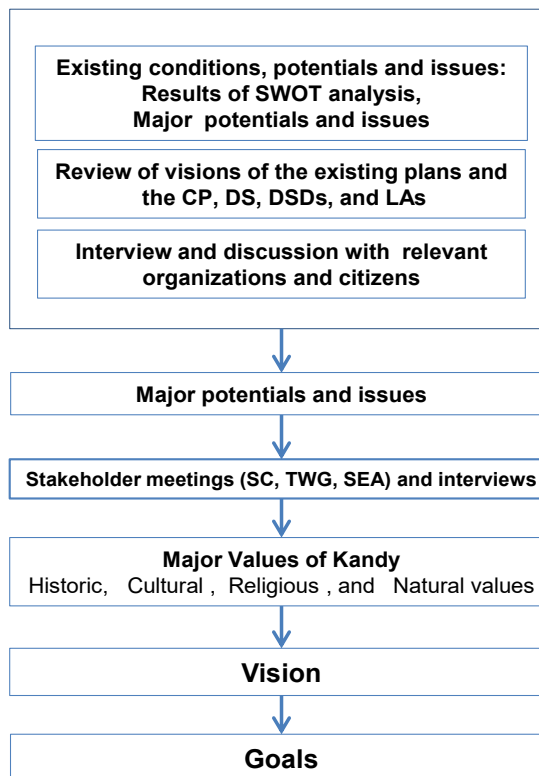 Existing conditions, potentials and issues:
Results of SWOT analysis,
Major potentials and issues
Review of visions of the existing plans and
the CP, DS, DSDs, and LAs
Interview and discussion with relevant
organizations and citizens
Major potentials and issues
Stakeholder meetings (SC, TWG, SEA) and interviews
Major Values of Kandy
Historic, Cultural , Religious , and Natural values
Vision
Goals